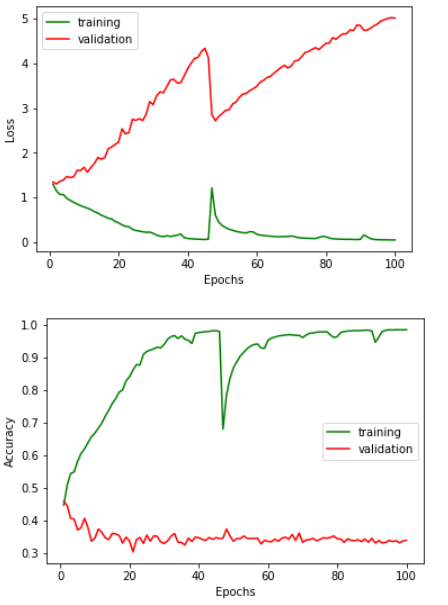 5
4
3
2
1
0
Loss
training
validation
0 20 40 60 80 100
Epochs
1.0
0.9
0.8
0.7
0.6
0.5
0.4
0.3
Accuracy
training
validation
0 20 40 60 80 100
Epochs